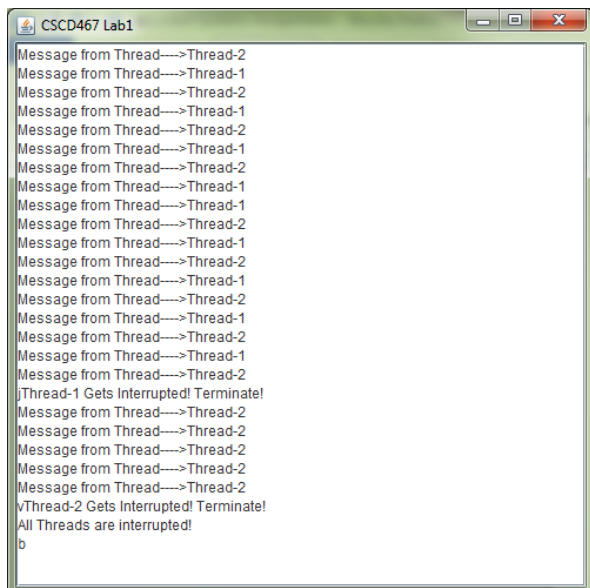 CSCD467 Lab1
Message from Thread---->Thread-2
Message from Thread---->Thread-1
Message from Thread---->Thread-2
Message from Thread---->Thread-1
Message from Thread---->Thread-2
Message from Thread---->Thread-1
Message from Thread---->Thread-2
Message from Thread---->Thread-1
Message from Thread---->Thread-1
Message from Thread---->Thread-2
Message from Thread---->Thread-1
Message from Thread---->Thread-2
Message from Thread---->Thread-1
Message from Thread---->Thread-2
Message from Thread---->Thread-1
Message from Thread---->Thread-2
Message from Thread---->Thread-1
Message from Thread---->Thread-2
jThread-1 Gets Interrupted! Terminate!
Message from Thread---->Thread-2
Message from Thread---->Thread-2
Message from Thread---->Thread-2
Message from Thread---->Thread-2
Message from Thread---->Thread-2
vThread-2 Gets Interrupted! Terminate!
All Threads are interrupted!
b